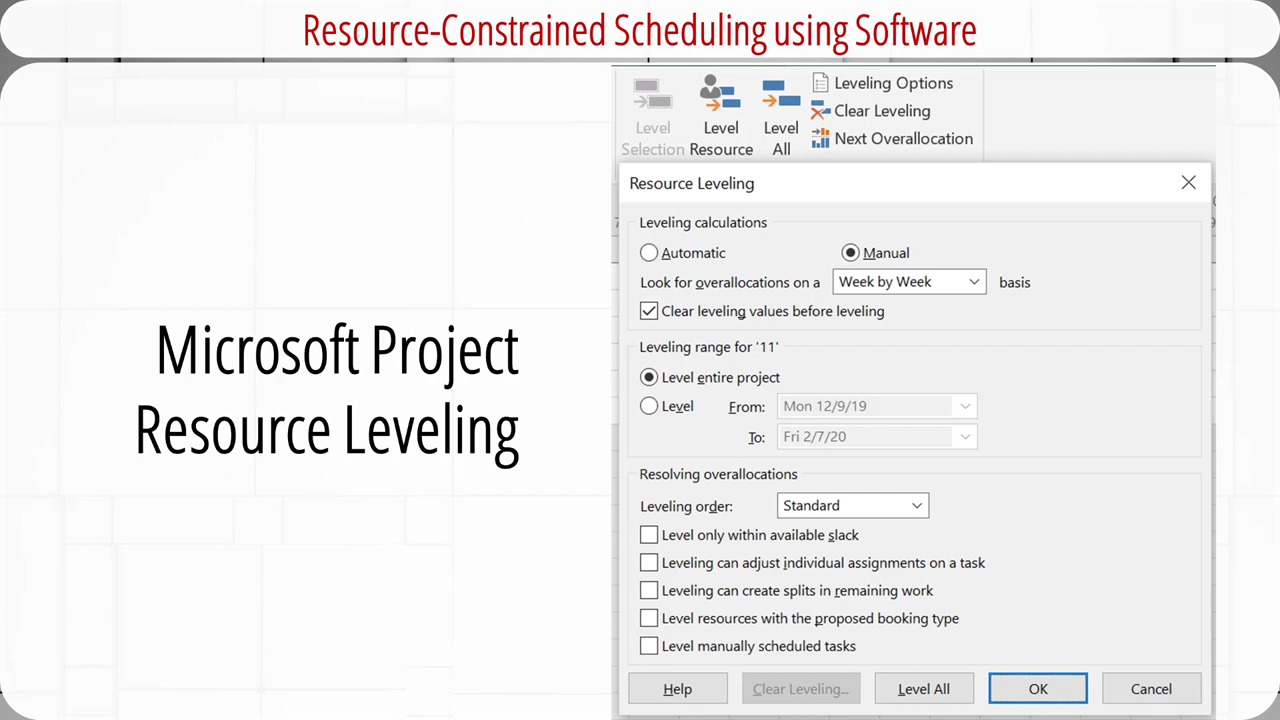 Resource-Constrained Scheduling using Software
Microsoft Project
Resource Leveling
Level
Selection
Level
Resource
Level
All
Leveling Options
Clear Leveling
Next Overallocation
Resource Leveling
Leveling calculations
Automatic Manual
Look for overallocations on a Week by Week basis
Clear leveling values before leveling
Leveling range for '11'
Level entire project
Level From: Mon 12/9/19
To: Fri 2/7/20
Resolving overallocations
Leveling order: Standard
Level only within available slack
Leveling can adjust individual assignments on a task
Leveling can create splits in remaining work
Level resources with the proposed booking type
Level manually scheduled tasks
Help Clear Leveling... Level All OK Cancel